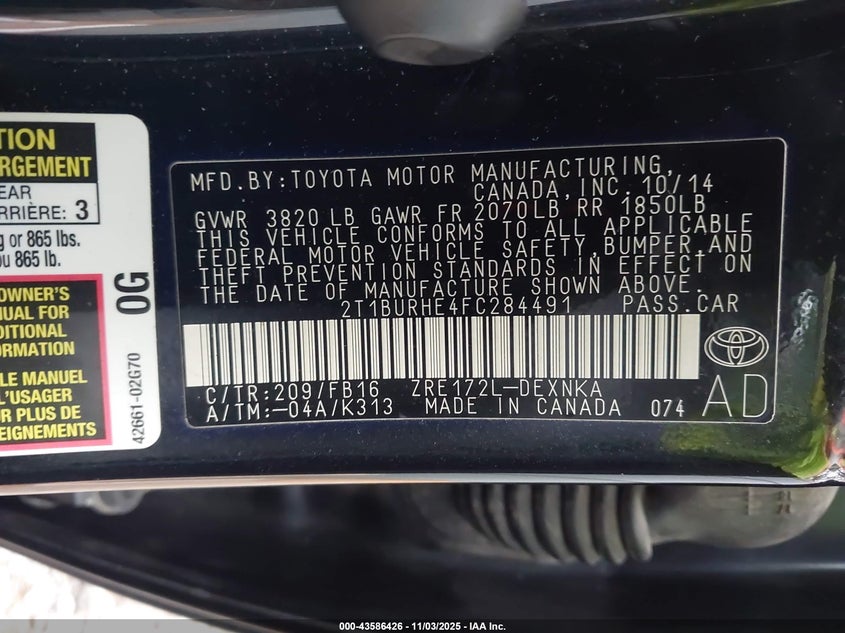 TION
RGEMENT
EAR
RRIÈRE: 3
g or 865 lbs.
u 865 lb.
OWNER'S
NUAL FOR
DITIONAL
ORMATION
LE MANUEL
L'USAGER
R PLUS DE
EIGNEMENTS
0G
42661-02G70
MFD.BY:TOYOTA MOTOR MANUFACTURING,
CANADA,INC. 10/14
GVWR 3820 LB GAWR FR 2070LB RR 1850LB
THIS VEHICLE CONFORMS TO ALL APPLICABLE
FEDERAL MOTOR VEHICLE SAFETY,BUMPER,AND
THEFT PREVENTION STANDARDS IN EFFECT ON
THE DATE OF MANUFACTURE SHOWN ABOVE.
2T1BURHE4FC284491 PASS.CAR
C/TR:209/FB16 ZRE172L-DEXNKA
A/TM:-04A/K313 MADE IN CANADA 074
AD
000-43586426 - 11/03/2025 - IAA Inc.